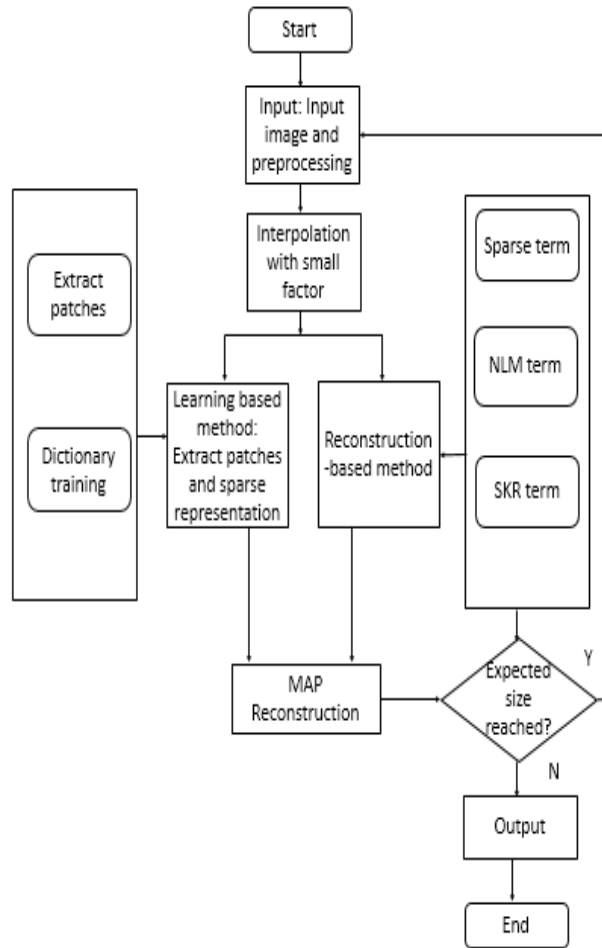 Start
Input: Input
image and
preprocessing
Interpolation
with small
factor
Extract
patches
Dictionary
training
Learning based
method:
Extract patches
and sparse
representation
Reconstruction
-based method
Sparse term
NLM term
SKR term
MAP
Reconstruction
Expected
size
reached?
Y
N
Output
End